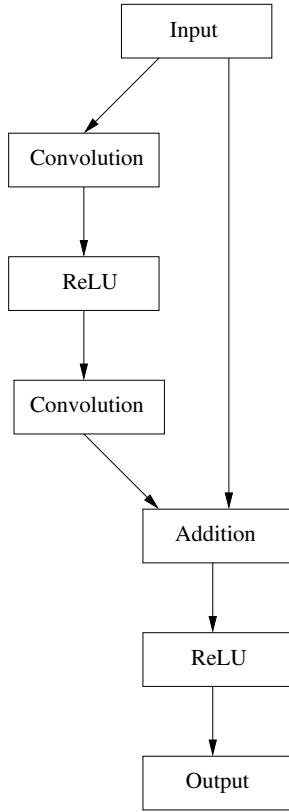 Input
Convolution
ReLU
Convolution
Addition
ReLU
Output